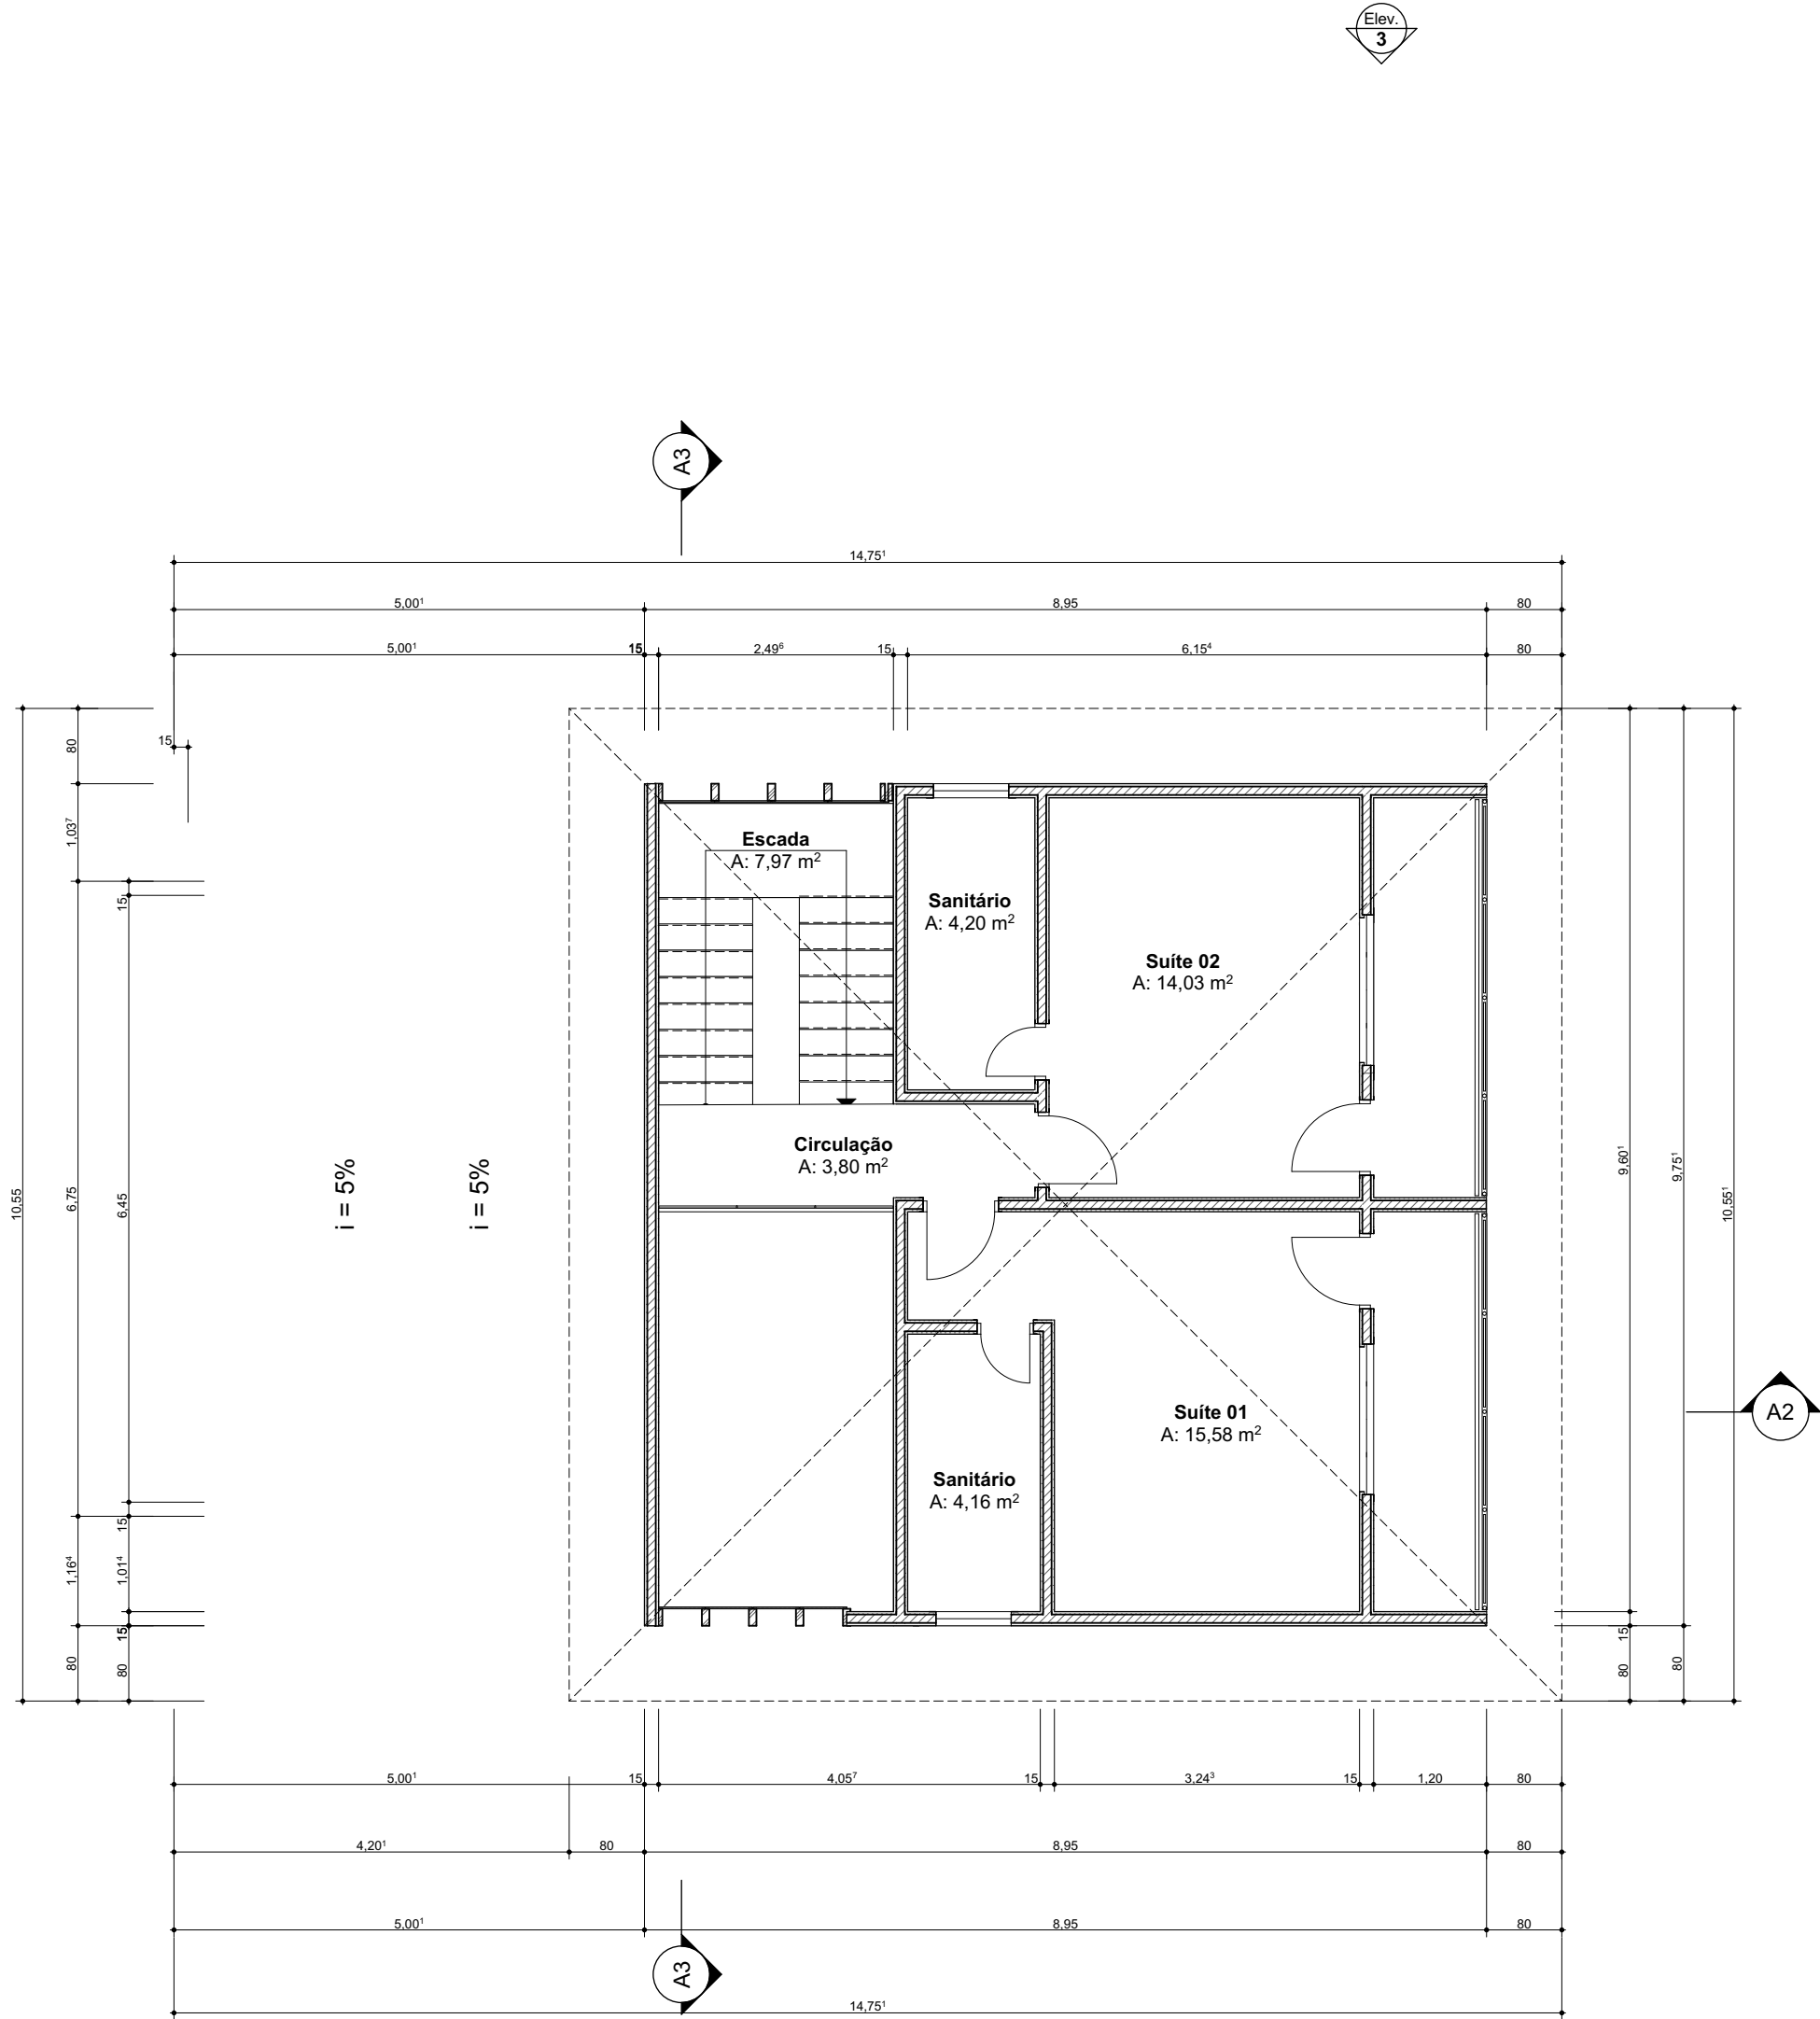 Elev.
3
A3
14,75¹
5,00¹
8,95
80
5,00¹
15
2,49⁶
15
6,15⁴
80
15
80
1,03⁷
15
10,55
6,75
6,45
15
1,16⁴
1,01⁴
15
80
80
i = 5%
i = 5%
Escada
A: 7,97 m²
Sanitário
A: 4,20 m²
Suíte 02
A: 14,03 m²
Circulação
A: 3,80 m²
Suíte 01
A: 15,58 m²
Sanitário
A: 4,16 m²
9,60¹
9,75¹
10,55¹
15
80
80
A2
5,00¹
15
4,05⁷
15
3,24³
15
1,20
80
4,20¹
80
8,95
80
5,00¹
8,95
80
A3
14,75¹